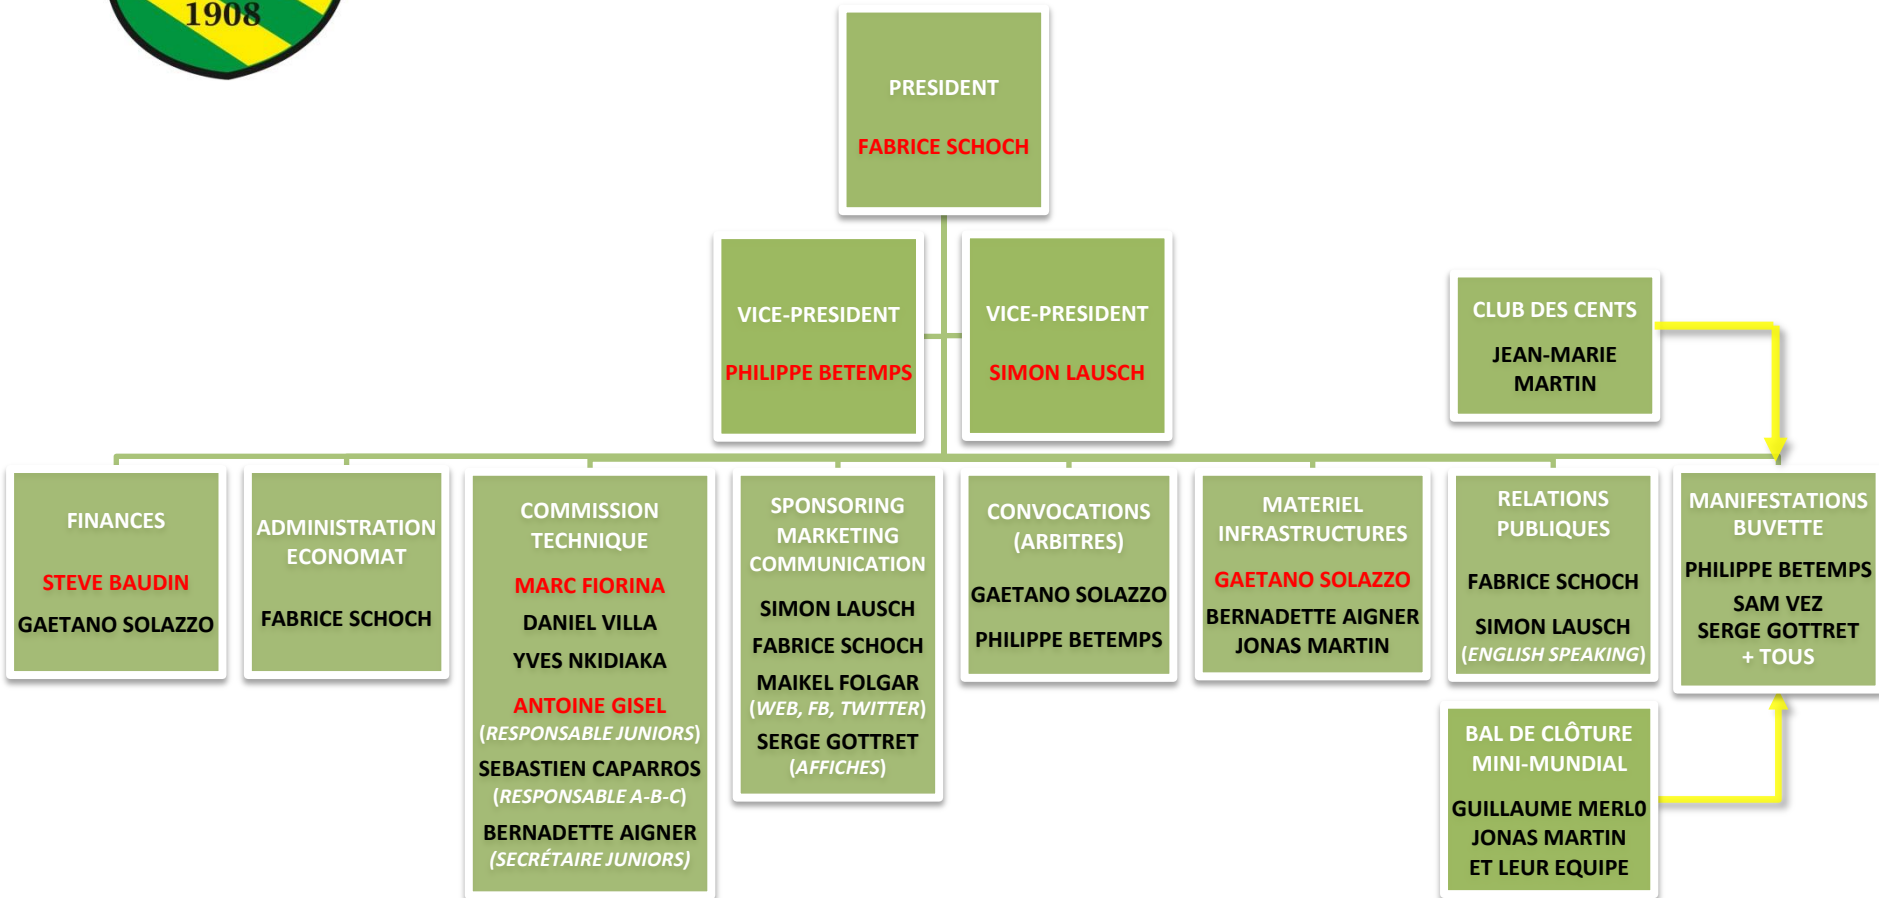 1908
PRESIDENT
FABRICE SCHOCH
VICE-PRESIDENT
PHILIPPE BETEMPS
VICE-PRESIDENT
SIMON LAUSCH
CLUB DES CENTS
JEAN-MARIE
MARTIN
FINANCES
STEVE BAUDIN
GAETANO SOLAZZO
ADMINISTRATION
ECONOMAT
FABRICE SCHOCH
COMMISSION
TECHNIQUE
MARC FIORINA
DANIEL VILLA
YVES NKIDIAKA
ANTOINE GISEL
(RESPONSABLE JUNIORS)
SEBASTIEN CAPARROS
(RESPONSABLE A-B-C)
BERNADETTE AIGNER
(SECRÉTAIRE JUNIORS)
SPONSORING
MARKETING
COMMUNICATION
SIMON LAUSCH
FABRICE SCHOCH
MAIKEL FOLGAR
(WEB, FB, TWITTER)
SERGE GOTTRET
(AFFICHES)
CONVOCATIONS
(ARBITRES)
GAETANO SOLAZZO
PHILIPPE BETEMPS
MATERIEL
INFRASTRUCTURES
GAETANO SOLAZZO
BERNADETTE AIGNER
JONAS MARTIN
RELATIONS
PUBLIQUES
FABRICE SCHOCH
SIMON LAUSCH
(ENGLISH SPEAKING)
MANIFESTATIONS
BUVETTE
PHILIPPE BETEMPS
SAM VEZ
SERGE GOTTRET
+ TOUS
BAL DE CLÔTURE
MINI-MUNDIAL
GUILLAUME MERL0
JONAS MARTIN
ET LEUR EQUIPE